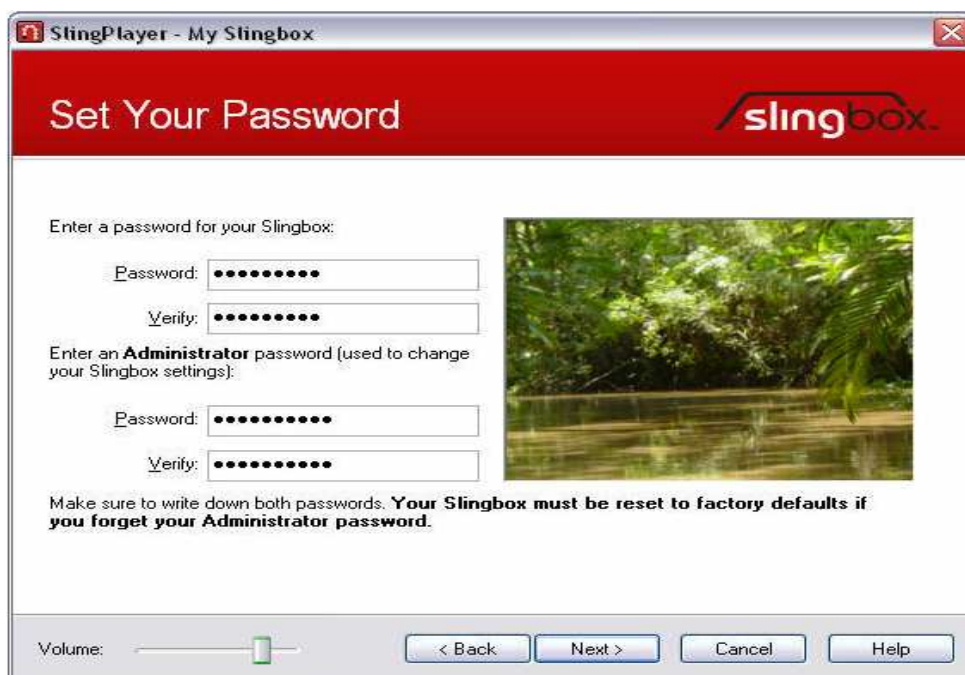 SlingPlayer - My Slingbox
Set Your Password
slingbox™
Enter a password for your Slingbox:
Password: •••••••••
Verify: •••••••••
Enter an Administrator password (used to change
your Slingbox settings):
Password: ••••••••••
Verify: ••••••••••
Make sure to write down both passwords. Your Slingbox must be reset to factory defaults if
you forget your Administrator password.
Volume: < Back Next > Cancel Help